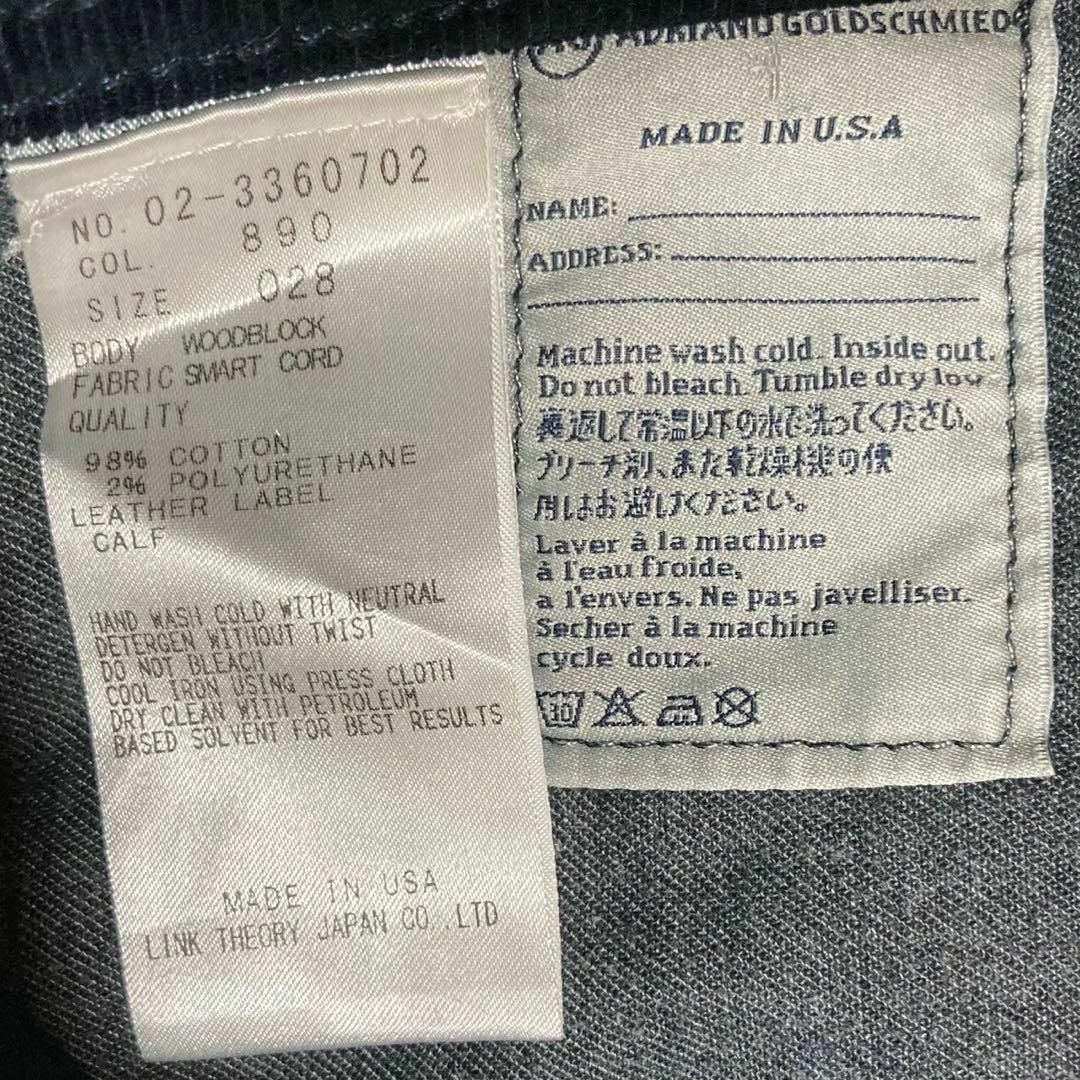 NO. 02-3360702
COL. 890
SIZE 028
BODY WOODBLOCK
FABRIC SMART CORD
QUALITY
98% COTTON
2% POLYURETHANE
LEATHER LABEL
CALF
HAND WASH COLD WITH NEUTRAL
DETERGEN WITHOUT TWIST
DO NOT BLEACH
COOL IRON USING PRESS CLOTH
DRY CLEAN WITH PETROLEUM
BASED SOLVENT FOR BEST RESULTS
MADE IN USA
LINK THEORY JAPAN CO.,LTD
AG ADRIANO GOLDSCHMIED
MADE IN U.S.A
NAME:
ADDRESS:
Machine wash cold. Inside out.
Do not bleach. Tumble dry low
裏返して常温以下の水で洗ってください。
ブリーチ剤、また乾燥機の使
用はお避けください。
Laver à la machine
à l'eau froide,
a l'envers. Ne pas javelliser.
Secher à la machine
cycle doux.
30